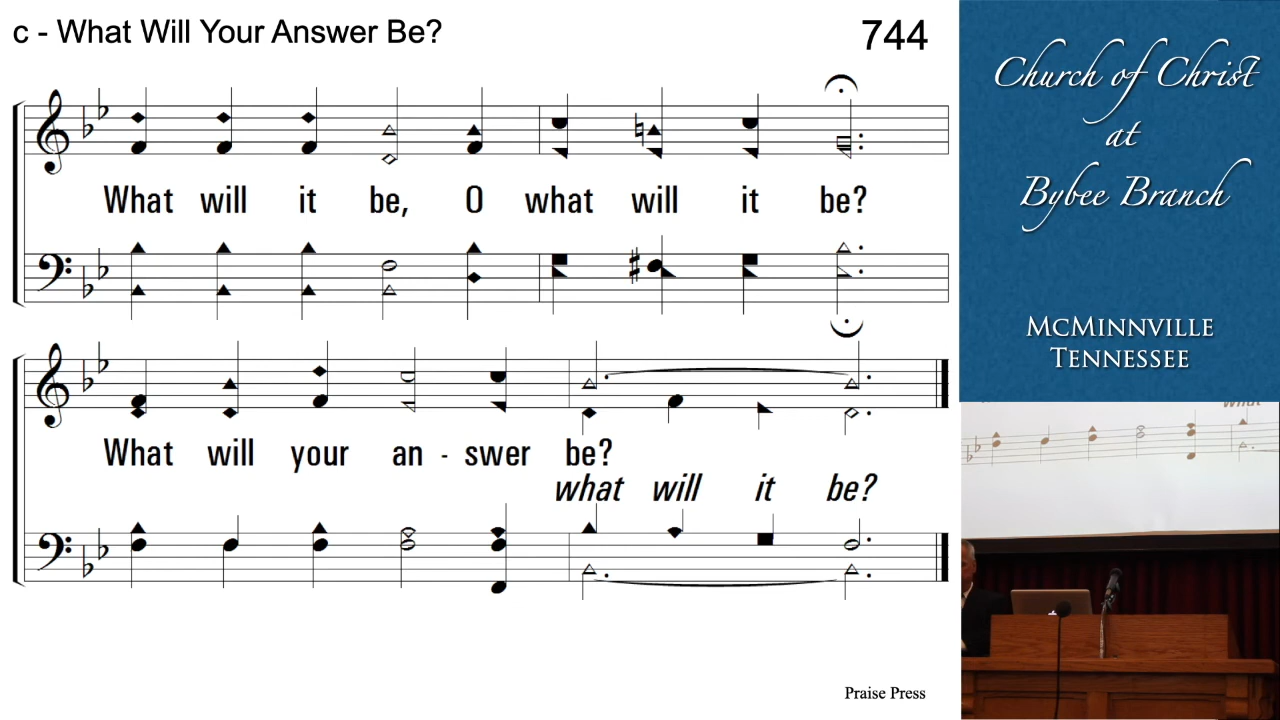 c - What Will Your Answer Be?
744
What will it be, O what will it be?
What will your an - swer be?
what will it be?
Praise Press
Church of Christ
at
Bybee Branch
McMinnville
Tennessee
what